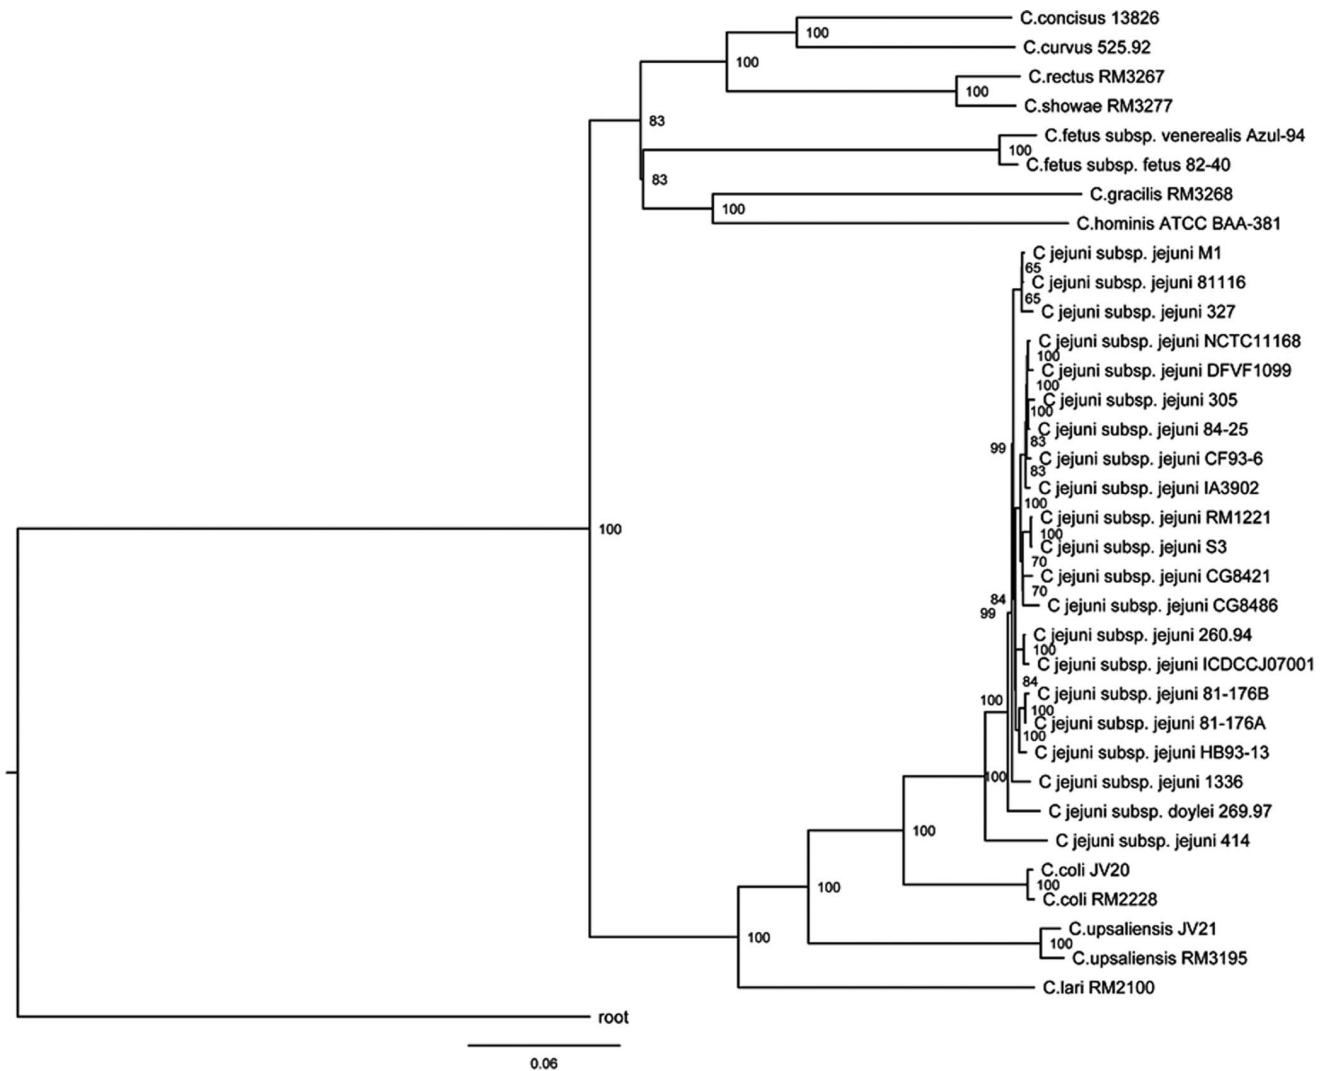 C.concisus 13826
100
C.curvus 525.92
100
C.rectus RM3267
100
C.showae RM3277
83
C.fetus subsp. venerealis Azul-94
100
C.fetus subsp. fetus 82-40
83
C.gracilis RM3268
100
C.hominis ATCC BAA-381
C jejuni subsp. jejuni M1
65
C jejuni subsp. jejuni 81116
65
C jejuni subsp. jejuni 327
C jejuni subsp. jejuni NCTC11168
100
C jejuni subsp. jejuni DFVF1099
100
C jejuni subsp. jejuni 305
100
C jejuni subsp. jejuni 84-25
83
99
C jejuni subsp. jejuni CF93-6
83
C jejuni subsp. jejuni IA3902
100
C jejuni subsp. jejuni RM1221
100
100
C jejuni subsp. jejuni S3
70
C jejuni subsp. jejuni CG8421
70
84
C jejuni subsp. jejuni CG8486
99
C jejuni subsp. jejuni 260.94
100
C jejuni subsp. jejuni ICDCCJ07001
84
C jejuni subsp. jejuni 81-176B
100
100
C jejuni subsp. jejuni 81-176A
100
C jejuni subsp. jejuni HB93-13
100
C jejuni subsp. jejuni 1336
C jejuni subsp. doylei 269.97
100
C jejuni subsp. jejuni 414
C.coli JV20
100
100
C.coli RM2228
C.upsaliensis JV21
100
100
C.upsaliensis RM3195
C.lari RM2100
root
0.06